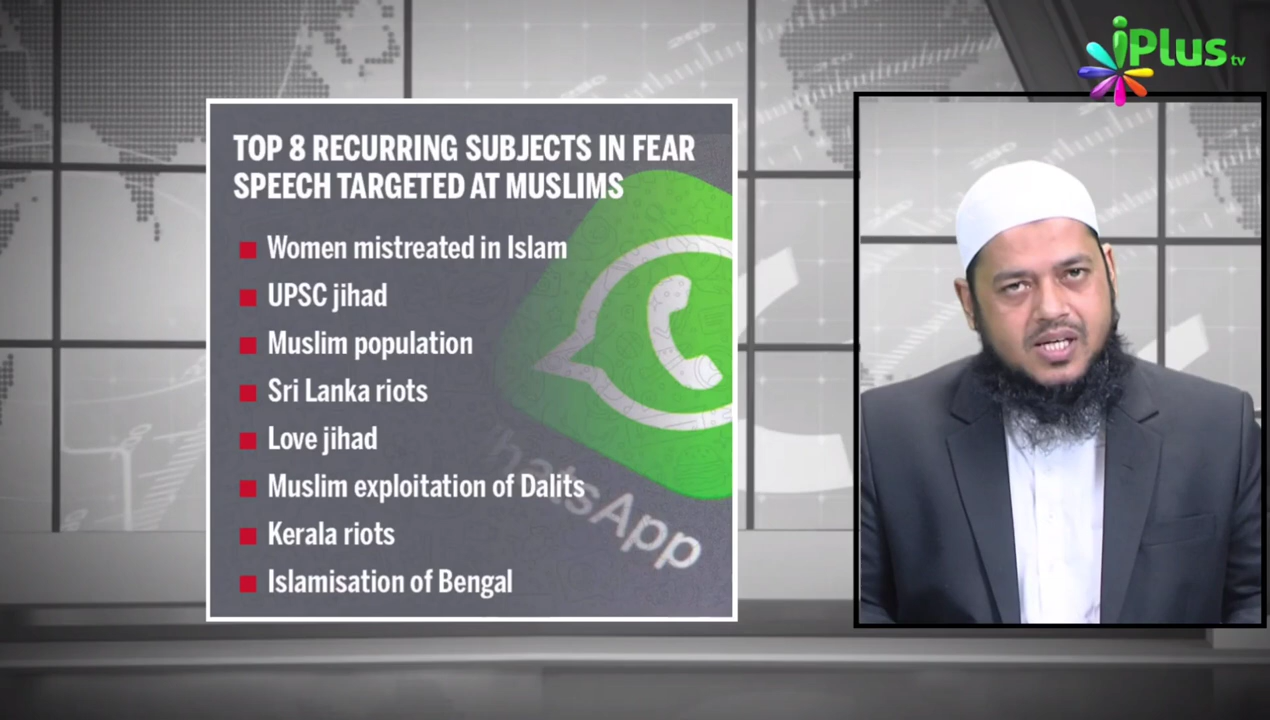 iPlus tv
TOP 8 RECURRING SUBJECTS IN FEAR
SPEECH TARGETED AT MUSLIMS
Women mistreated in Islam
UPSC jihad
Muslim population
Sri Lanka riots
Love jihad
Muslim exploitation of Dalits
Kerala riots
Islamisation of Bengal
hatsApp